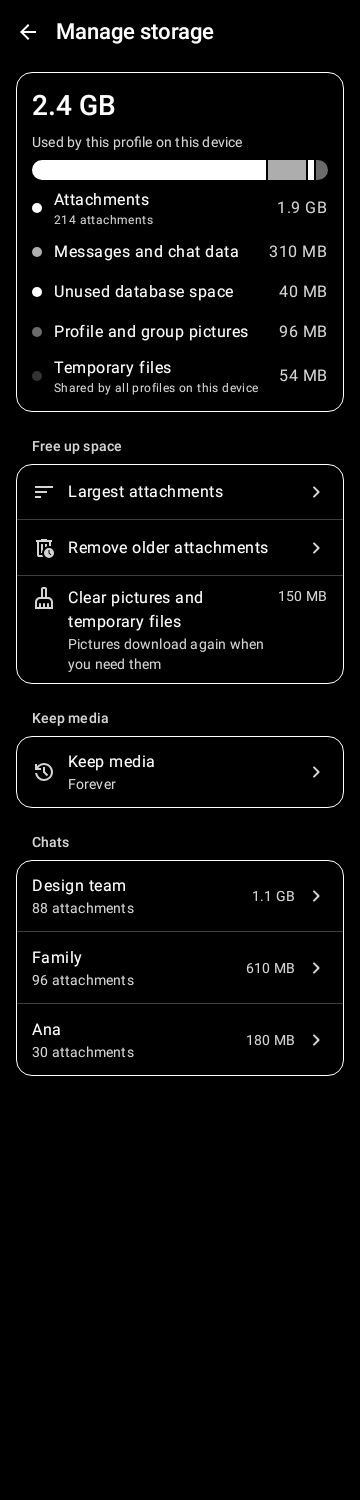 Manage storage
2.4 GB
Used by this profile on this device
Attachments
214 attachments
1.9 GB
Messages and chat data
310 MB
Unused database space
40 MB
Profile and group pictures
96 MB
Temporary files
Shared by all profiles on this device
54 MB
Free up space
Largest attachments
Remove older attachments
Clear pictures and
temporary files
150 MB
Pictures download again when
you need them
Keep media
Keep media
Forever
Chats
Design team
88 attachments
1.1 GB
Family
96 attachments
610 MB
Ana
30 attachments
180 MB